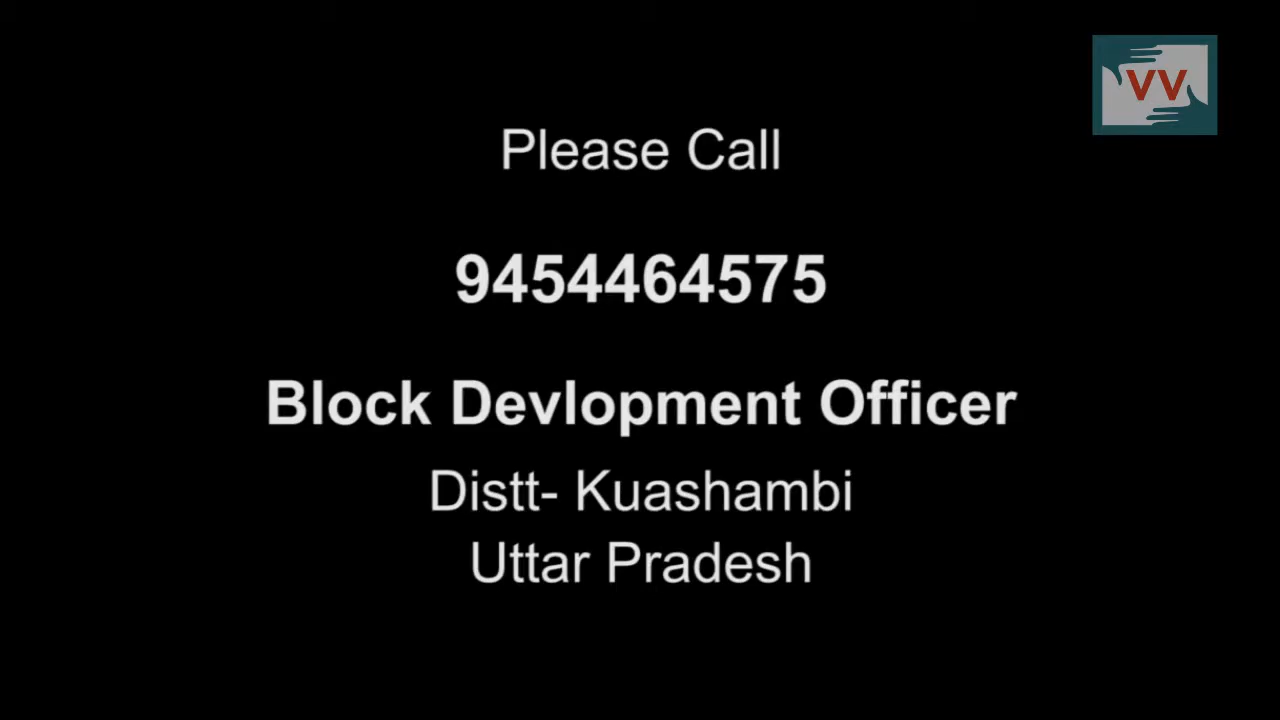 VV
Please Call
9454464575
Block Devlopment Officer
Distt- Kuashambi
Uttar Pradesh